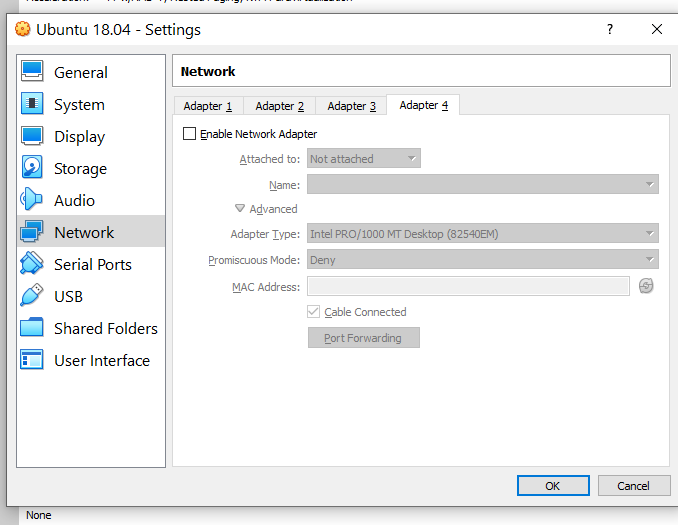 Ubuntu 18.04 - Settings
?
General
System
Display
Storage
Audio
Network
Serial Ports
USB
Shared Folders
User Interface
Network
Adapter 1 Adapter 2 Adapter 3 Adapter 4
Enable Network Adapter
Attached to: Not attached
Name:
Advanced
Adapter Type: Intel PRO/1000 MT Desktop (82540EM)
Promiscuous Mode: Deny
MAC Address:
Cable Connected
Port Forwarding
OK Cancel
None